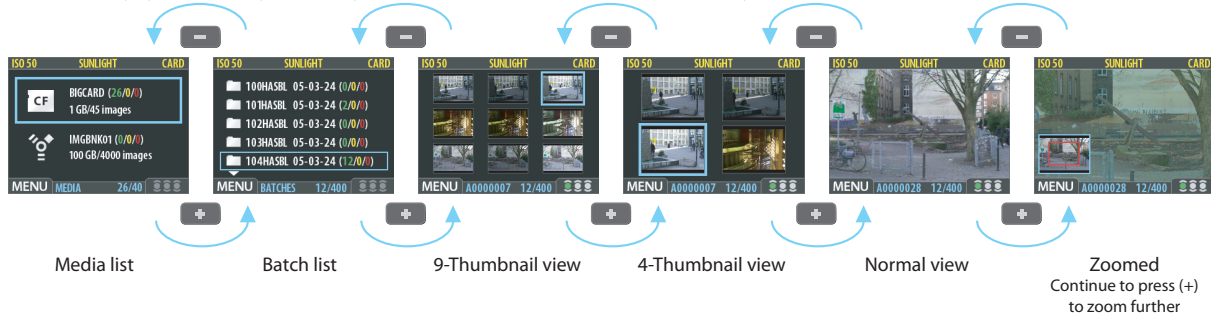 ISO 50 SUNLIGHT CARD
CF
BIGCARD (26/0/0)
1 GB/45 images
IMGBNK01 (0/0/0)
100 GB/4000 images
MENU MEDIA 26/40
ISO 50 SUNLIGHT CARD
100HASBL 05-03-24 (0/0/0)
101HASBL 05-03-24 (2/0/0)
102HASBL 05-03-24 (0/0/0)
103HASBL 05-03-24 (0/0/0)
104HASBL 05-03-24 (12/0/0)
MENU BATCHES 12/400
ISO 50 SUNLIGHT CARD
MENU A0000007 12/400
ISO 50 SUNLIGHT CARD
MENU A0000007 12/400
ISO 50 SUNLIGHT CARD
MENU A0000028 12/400
ISO 50 SUNLIGHT CARD
MENU A0000028 12/400
Media list
Batch list
9-Thumbnail view
4-Thumbnail view
Normal view
Zoomed
Continue to press (+)
to zoom further